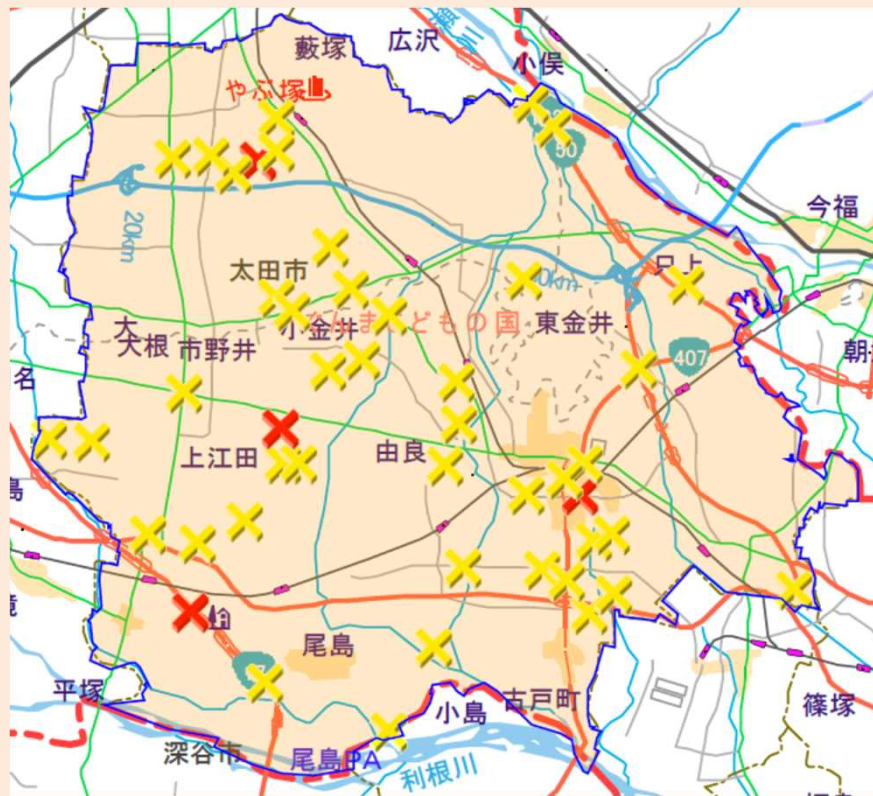 藪塚
広沢
小俣
やぶ塚
50
今福
20km
太田市
只上
0km
大
大根
市野井
小金井
どもの国
東金井
407
朝
名
上江田
由良
島
尾島
平塚
小島
古戸町
篠塚
深谷市
尾島PA
利根川